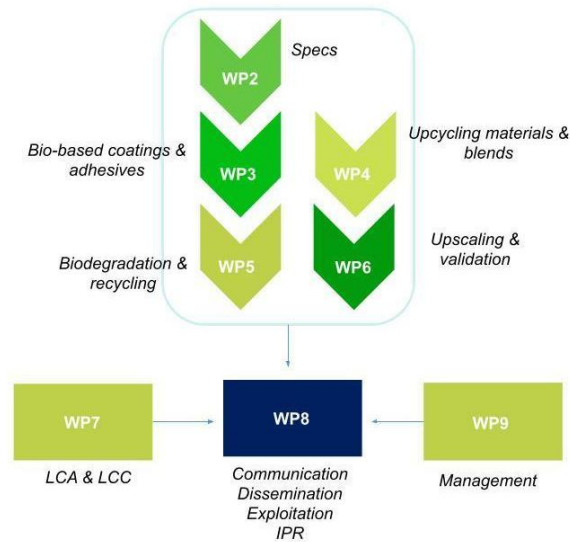 Specs
WP2
Bio-based coatings &
adhesives
WP3
WP4
Upcycling materials &
blends
Biodegradation &
recycling
WP5
WP6
Upscaling &
validation
WP7
WP8
WP9
LCA & LCC
Communication
Dissemination
Exploitation
IPR
Management